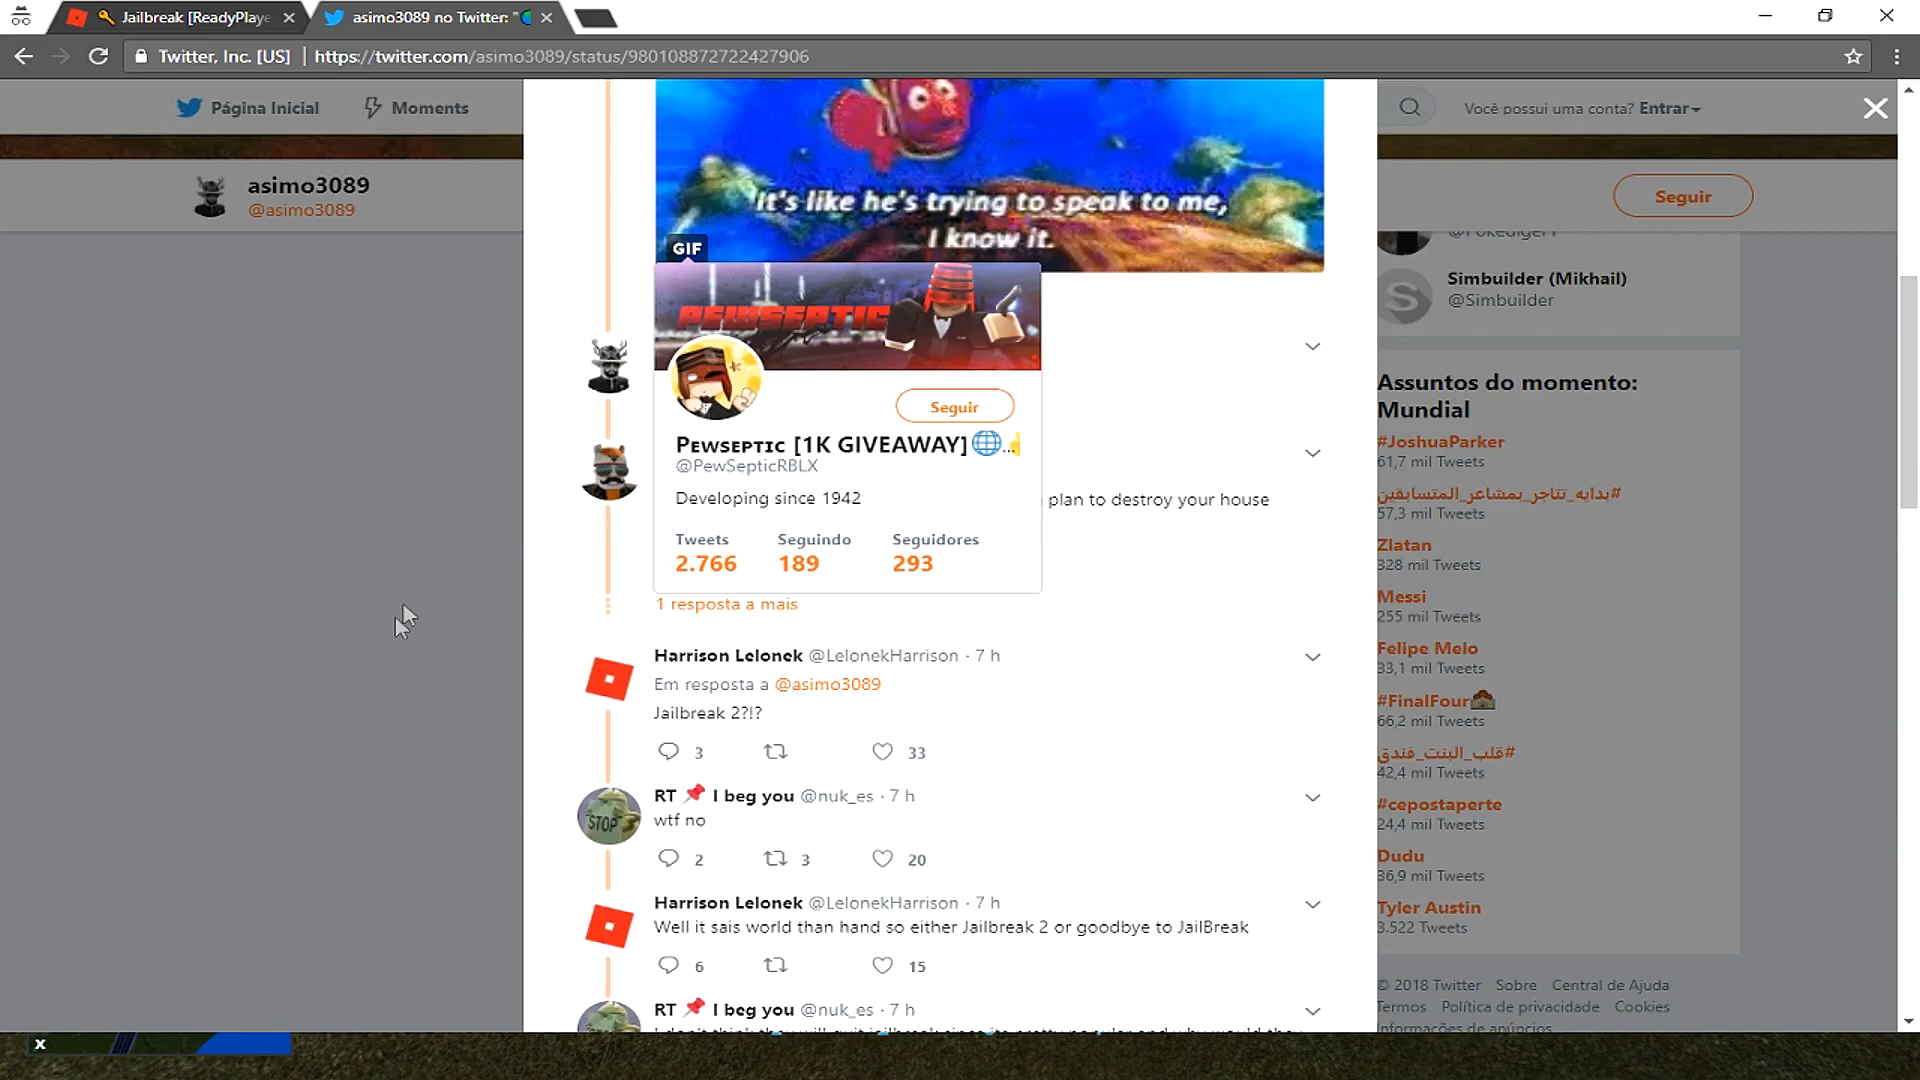 Jailbreak [ReadyPlaye
asimo3089 no Twitter: "
Twitter, Inc. [US]
https://twitter.com/asimo3089/status/980108872722427906
Página Inicial
Moments
Você possui uma conta? Entrar
asimo3089
@asimo3089
Seguir
It's like he's trying to speak to me,
I know it.
GIF
PEWSEPTIC
Seguir
Pewseptic [1K GIVEAWAY] 🌐...
@PewSepticRBLX
Developing since 1942
Tweets
2.766
Seguindo
189
Seguidores
293
plan to destroy your house
1 resposta a mais
Harrison Lelonek @LelonekHarrison · 7 h
Em resposta a @asimo3089
Jailbreak 2?!?
3
33
RT 📌 I beg you @nuk_es · 7 h
STOP
wtf no
2
3
20
Harrison Lelonek @LelonekHarrison · 7 h
Well it sais world than hand so either Jailbreak 2 or goodbye to JailBreak
6
15
RT 📌 I beg you @nuk_es · 7 h
Simbuilder (Mikhail)
@Simbuilder
Assuntos do momento:
Mundial
#JoshuaParker
61,7 mil Tweets
#بدايه_تتاجر_بمشاعر_المتسابقين
57,3 mil Tweets
Zlatan
328 mil Tweets
Messi
255 mil Tweets
Felipe Melo
33,1 mil Tweets
#FinalFour
66,2 mil Tweets
#قلب_البنت_فندق
42,4 mil Tweets
#cepostaperte
24,4 mil Tweets
Dudu
36,9 mil Tweets
Tyler Austin
3.522 Tweets
© 2018 Twitter Sobre Central de Ajuda
Termos Política de privacidade Cookies
Informações de anúncios
x